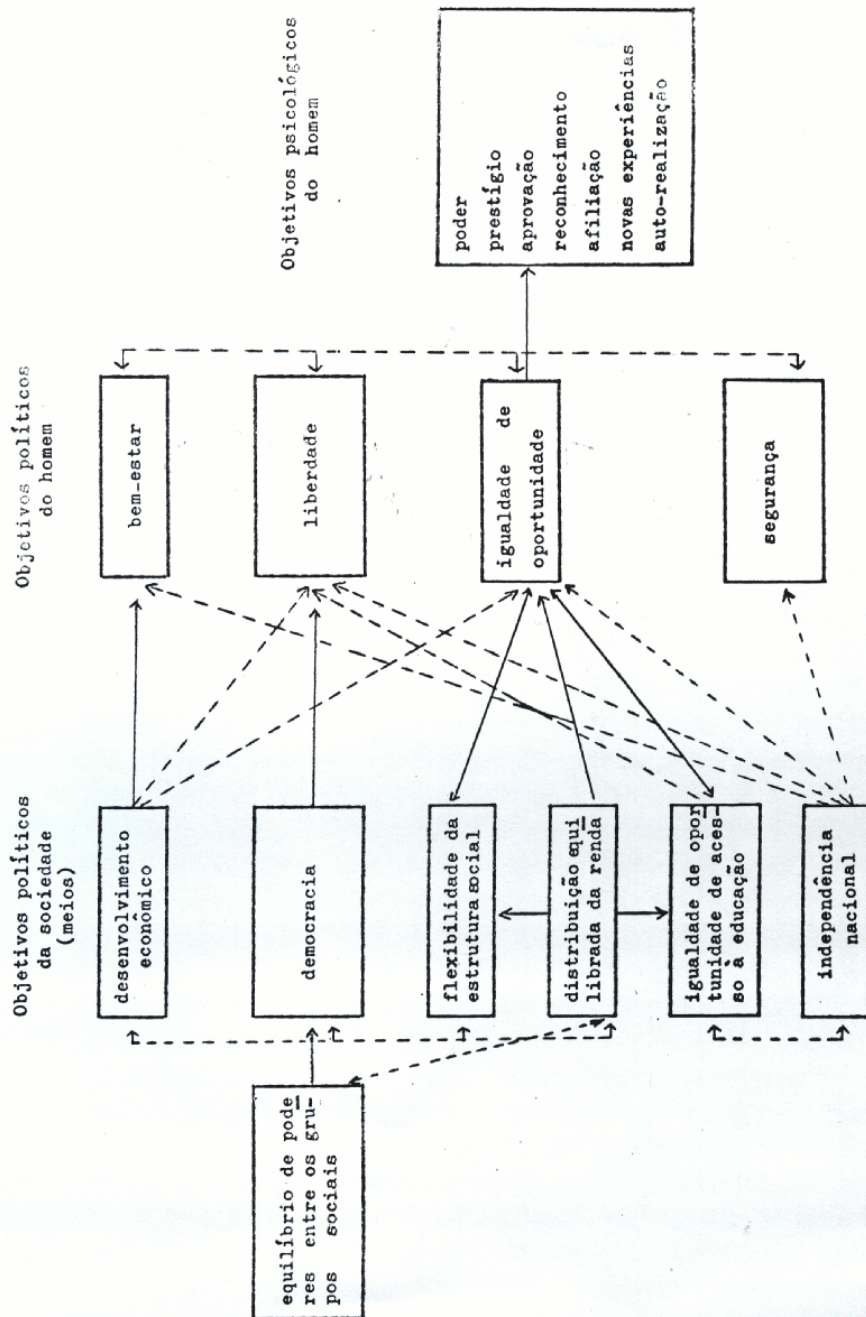 Objetivos políticos
da sociedade
(meios)
Objetivos políticos
do homem
Objetivos psicológicos
do homem
equilíbrio de pode
res entre os gru-
pos sociais
desenvolvimento
econômico
democracia
flexibilidade da
estrutura social
distribuição equi
librada da renda
igualdade de opor
tunidade de aces-
so a educação
independência
nacional
bem-estar
liberdade
igualdade de
oportunidade
segurança
poder
prestígio
aprovação
reconhecimento
afiliação
novas experiências
auto-realização